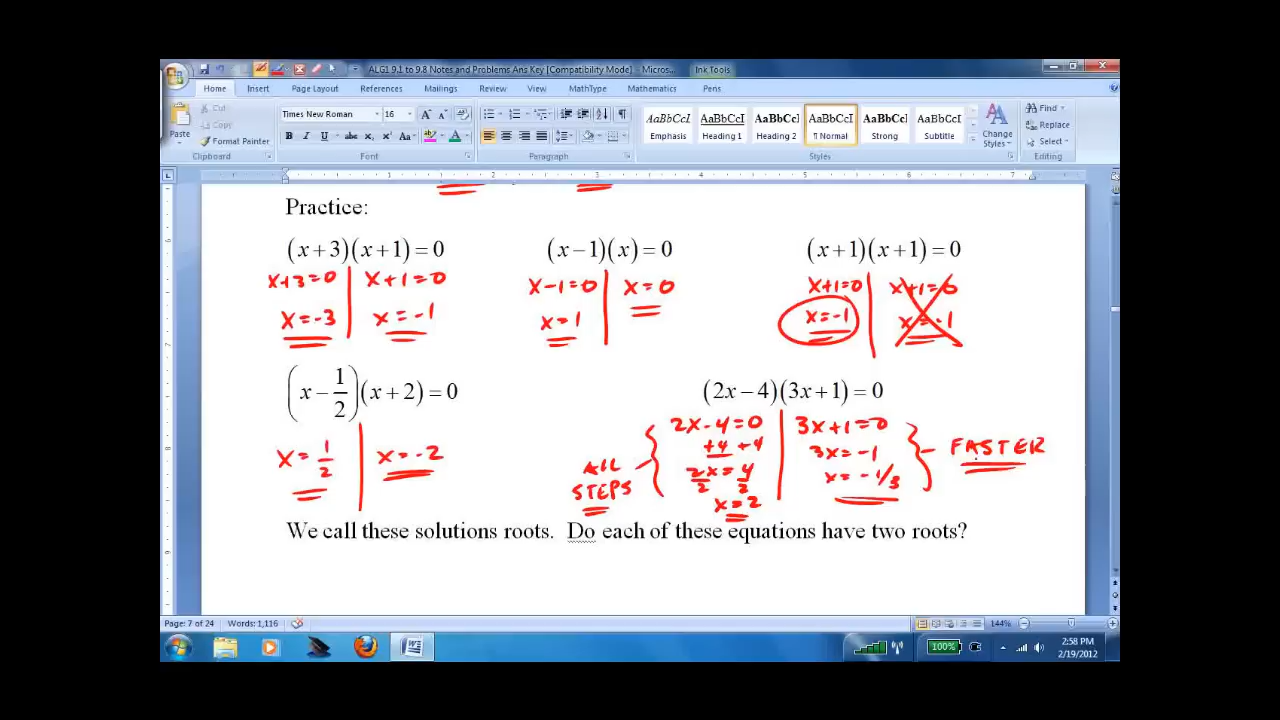 ALG1 9.1 to 9.8 Notes and Problems Ans Key [Compatibility Mode] - Micros...
Ink Tools
Home Insert Page Layout References Mailings Review View MathType Mathematics Pens
Cut
Copy
Format Painter
Paste
Clipboard
Times New Roman 16
Font
Paragraph
AaBbCcI AaBbCcI AaBbCcI AaBbCcI AaBbCcI AaBbCcI
Emphasis Heading 1 Heading 2 ¶ Normal Strong Subtitle
Change Styles
Styles
Find
Replace
Select
Editing
1 2 3 4 5 6 7
Practice:
(x+3)(x+1)=0 (x−1)(x)=0 (x+1)(x+1)=0
x+3=0 x+1=0 x-1=0 x=0 x+1=0 x+1=0
x=-3 x=-1 x=1 x=-1 x=-1
(x−1/2)(x+2)=0 (2x−4)(3x+1)=0
x=1/2 x=-2
ALL STEPS
2x-4=0 3x+1=0
+4 +4 3x=-1
2x/2=4/2 x=-1/3
x=2
FASTER
We call these solutions roots. Do each of these equations have two roots?
Page: 7 of 24 Words: 1,116 144%
100% 2:58 PM
2/19/2012